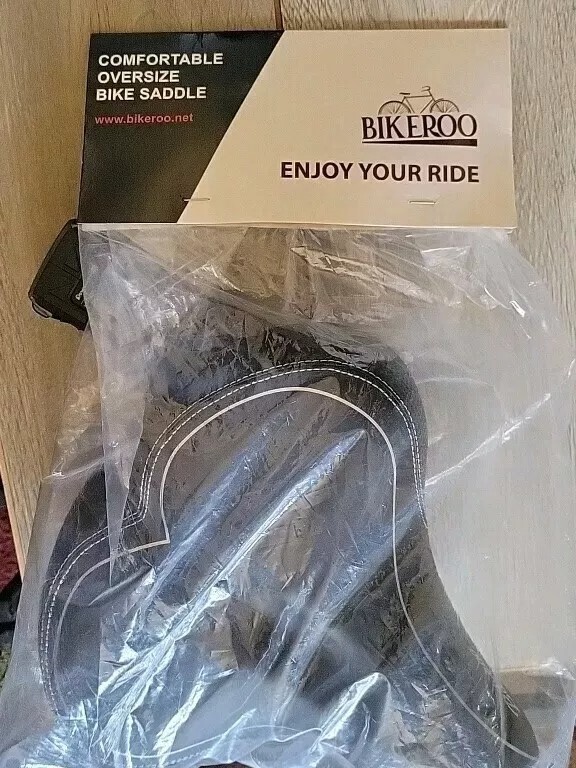 COMFORTABLE
OVERSIZE
BIKE SADDLE
www.bikeroo.net
BIKEROO
ENJOY YOUR RIDE